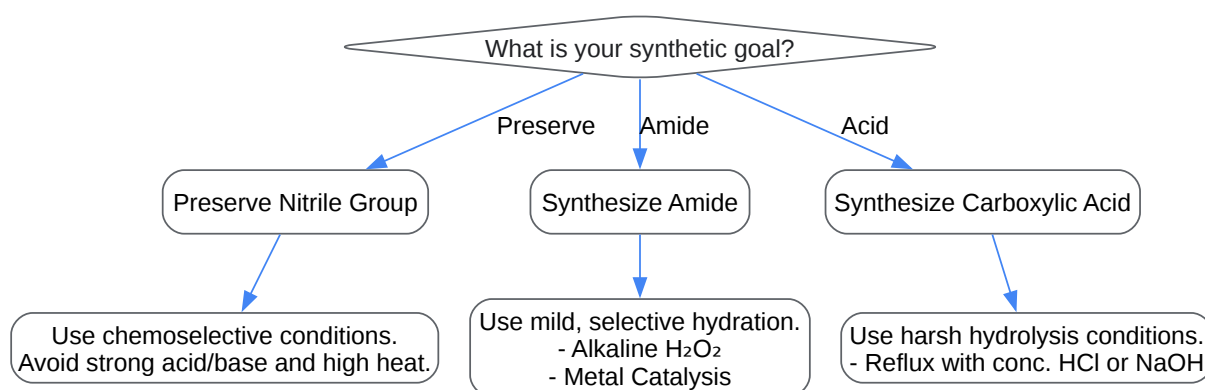 What is your synthetic goal?
Preserve
Amide
Acid
Preserve Nitrile Group
Synthesize Amide
Synthesize Carboxylic Acid
Use chemoselective conditions.
Avoid strong acid/base and high heat.
Use mild, selective hydration.
- Alkaline H₂O₂
- Metal Catalysis
Use harsh hydrolysis conditions.
- Reflux with conc. HCl or NaOH